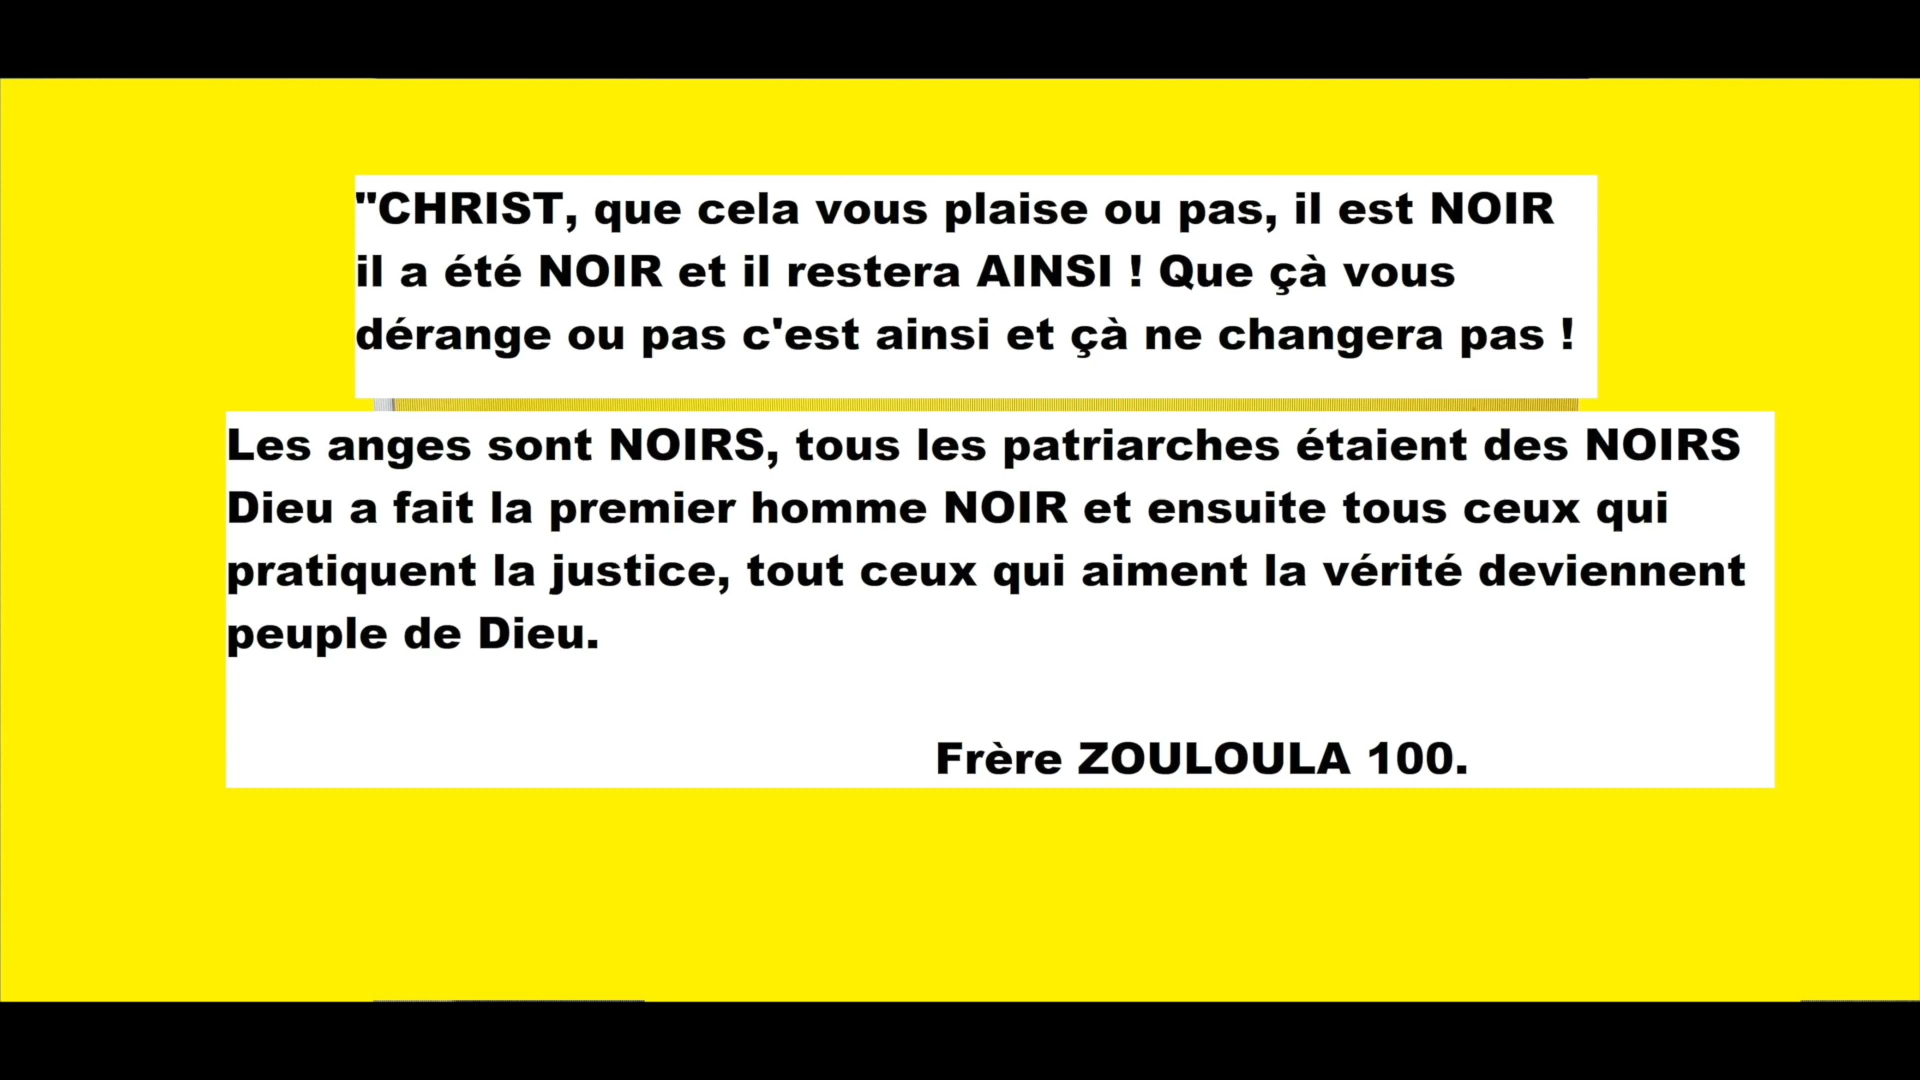 "CHRIST, que cela vous plaise ou pas, il est NOIR
il a été NOIR et il restera AINSI ! Que çà vous
dérange ou pas c'est ainsi et çà ne changera pas !
Les anges sont NOIRS, tous les patriarches étaient des NOIRS
Dieu a fait la premier homme NOIR et ensuite tous ceux qui
pratiquent la justice, tout ceux qui aiment la vérité deviennent
peuple de Dieu.
Frère ZOULOULA 100.